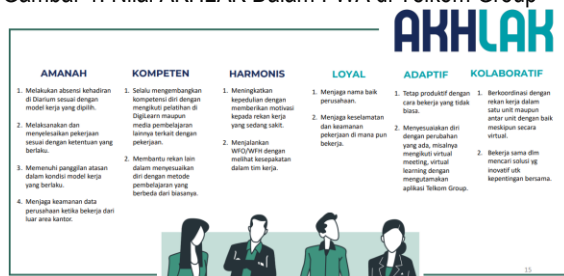 Gambar 4. Nilai AKHLAK Dalam FWA di Telkom Group
AKHLAK
AMANAH
1. Melakukan absensi kehadiran
di Diarium sesuai dengan
model kerja yang dipilih.
2. Melaksanakan dan
menyelesaikan pekerjaan
sesuai dengan ketentuan yang
berlaku.
3. Memenuhi panggilan atasan
dalam kondisi model kerja
yang berlaku.
4. Menjaga keamanan data
perusahaan ketika bekerja dari
luar area kantor.
KOMPETEN
1. Selalu mengembangkan
kompetensi diri dengan
mengikuti pelatihan di
DigiLearn maupun
media pembelajaran
lainnya terkait dengan
pekerjaan.
2. Membantu rekan lain
dalam menyesuaikan
diri dengan metode
pembelajaran yang
berbeda dari biasanya.
HARMONIS
1. Meningkatkan
kepedulian dengan
memberikan motivasi
kepada rekan kerja
yang sedang sakit.
2. Menjalankan
WFO/WFH dengan
melihat kesepakatan
dalam tim kerja.
LOYAL
1. Menjaga nama baik
perusahaan.
2. Menjaga keselamatan
dan keamanan
pekerjaan di mana pun
bekerja.
ADAPTIF
1. Tetap produktif dengan
cara bekerja yang tidak
biasa.
2. Menyesuaikan diri
dengan perubahan
yang ada, misalnya
mengikuti virtual
meeting, virtual
learning dengan
mengutamakan
aplikasi Telkom Group.
KOLABORATIF
1. Berkoordinasi dengan
rekan kerja dalam
satu unit maupun
antar unit dengan baik
meskipun secara
virtual.
2. Bekerja sama dlm
mencari solusi yg
inovatif utk
kepentingan bersama.
15